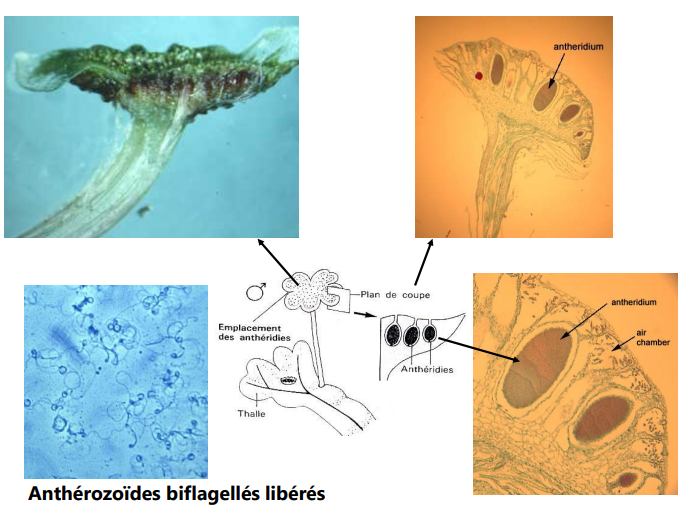 antheridium
♂
Plan de coupe
Emplacement
des anthéridies
Anthéridies
Thalle
antheridium
air
chamber
Anthérozoïdes biflagellés libérés